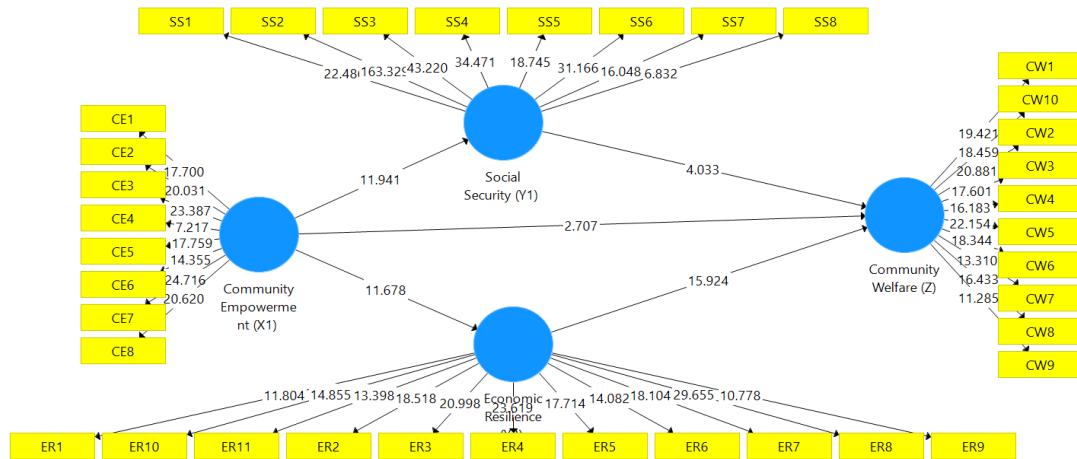 SS1 SS2 SS3 SS4 SS5 SS6 SS7 SS8
34.471 18.745
163.329 43.220 31.166 16.048 6.832
CW1
CW10
CE1
CE2
CE3
CE4
CE5
CE6
CE7
CE8
17.700
20.031
23.387
7.217
17.759
14.355
24.716
20.620
Community
Empowerme
nt (X1)
11.941
Social
Security (Y1)
4.033
2.707
11.678
15.924
19.421
18.459
20.881
17.601
16.183
22.154
18.344
13.310
16.433
11.285
CW2
CW3
CW4
CW5
CW6
CW7
CW8
CW9
Community
Welfare (Z)
Economic
Resilience
11.804 14.855 13.398 18.518 20.998 23.619 17.714 14.082 18.104 29.655 10.778
ER1 ER10 ER11 ER2 ER3 ER4 ER5 ER6 ER7 ER8 ER9